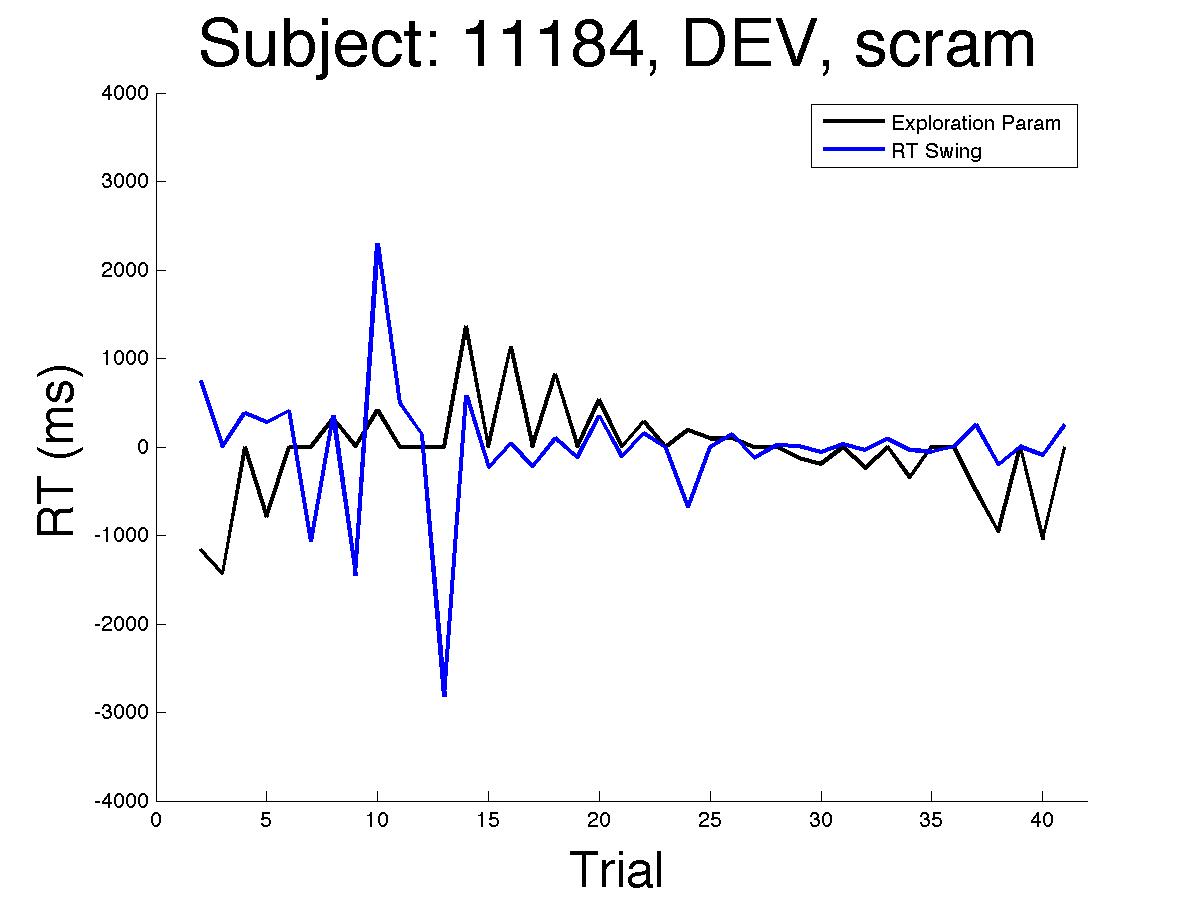 Subject: 11184, DEV, scram
Exploration Param
RT Swing
4000
3000
2000
1000
0
-1000
-2000
-3000
-4000
RT (ms)
0 5 10 15 20 25 30 35 40
Trial